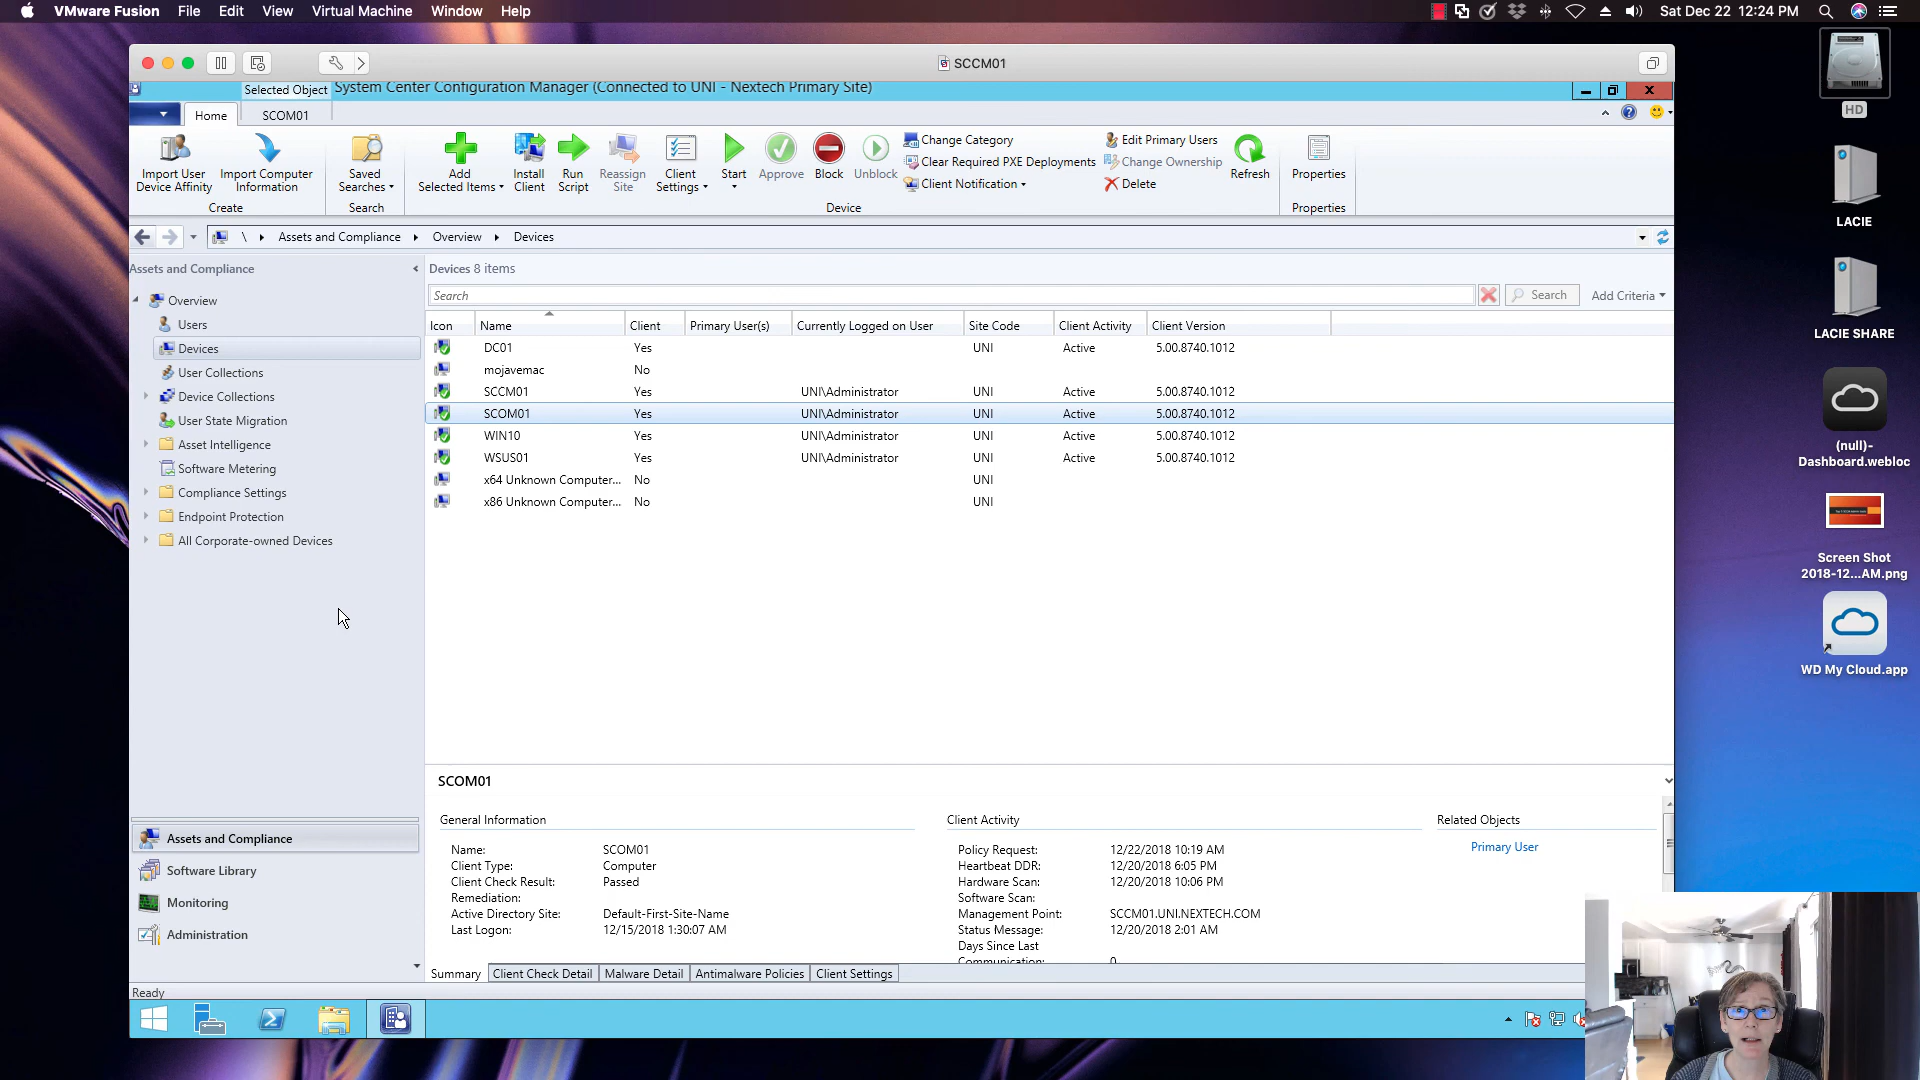 VMware Fusion File Edit View Virtual Machine Window Help Sat Dec 22 12:24 PM
SCCM01
Selected Object System Center Configuration Manager (Connected to UNI - Nextech Primary Site)
Home SCOM01
Import User Device Affinity
Import Computer Information
Create
Saved Searches
Search
Add Selected Items
Install Client
Run Script
Reassign Site
Client Settings
Start
Approve
Block
Unblock
Change Category
Clear Required PXE Deployments
Client Notification
Edit Primary Users
Change Ownership
Delete
Refresh
Device
Properties
Properties
\ Assets and Compliance Overview Devices
Assets and Compliance
Overview
Users
Devices
User Collections
Device Collections
User State Migration
Asset Intelligence
Software Metering
Compliance Settings
Endpoint Protection
All Corporate-owned Devices
Assets and Compliance
Software Library
Monitoring
Administration
Devices 8 items
Search Search Add Criteria
Icon Name Client Primary User(s) Currently Logged on User Site Code Client Activity Client Version
DC01 Yes UNI Active 5.00.8740.1012
mojavemac No
SCCM01 Yes UNI\Administrator UNI Active 5.00.8740.1012
SCOM01 Yes UNI\Administrator UNI Active 5.00.8740.1012
WIN10 Yes UNI\Administrator UNI Active 5.00.8740.1012
WSUS01 Yes UNI\Administrator UNI Active 5.00.8740.1012
x64 Unknown Computer... No UNI
x86 Unknown Computer... No UNI
SCOM01
General Information
Name: SCOM01
Client Type: Computer
Client Check Result: Passed
Remediation:
Active Directory Site: Default-First-Site-Name
Last Logon: 12/15/2018 1:30:07 AM
Client Activity
Policy Request: 12/22/2018 10:19 AM
Heartbeat DDR: 12/20/2018 6:05 PM
Hardware Scan: 12/20/2018 10:06 PM
Software Scan:
Management Point: SCCM01.UNI.NEXTECH.COM
Status Message: 12/20/2018 2:01 AM
Days Since Last
Communication: 0
Related Objects
Primary User
Summary Client Check Detail Malware Detail Antimalware Policies Client Settings
Ready
HD
LACIE
LACIE SHARE
(null)-
Dashboard.webloc
Screen Shot
2018-12...AM.png
WD My Cloud.app